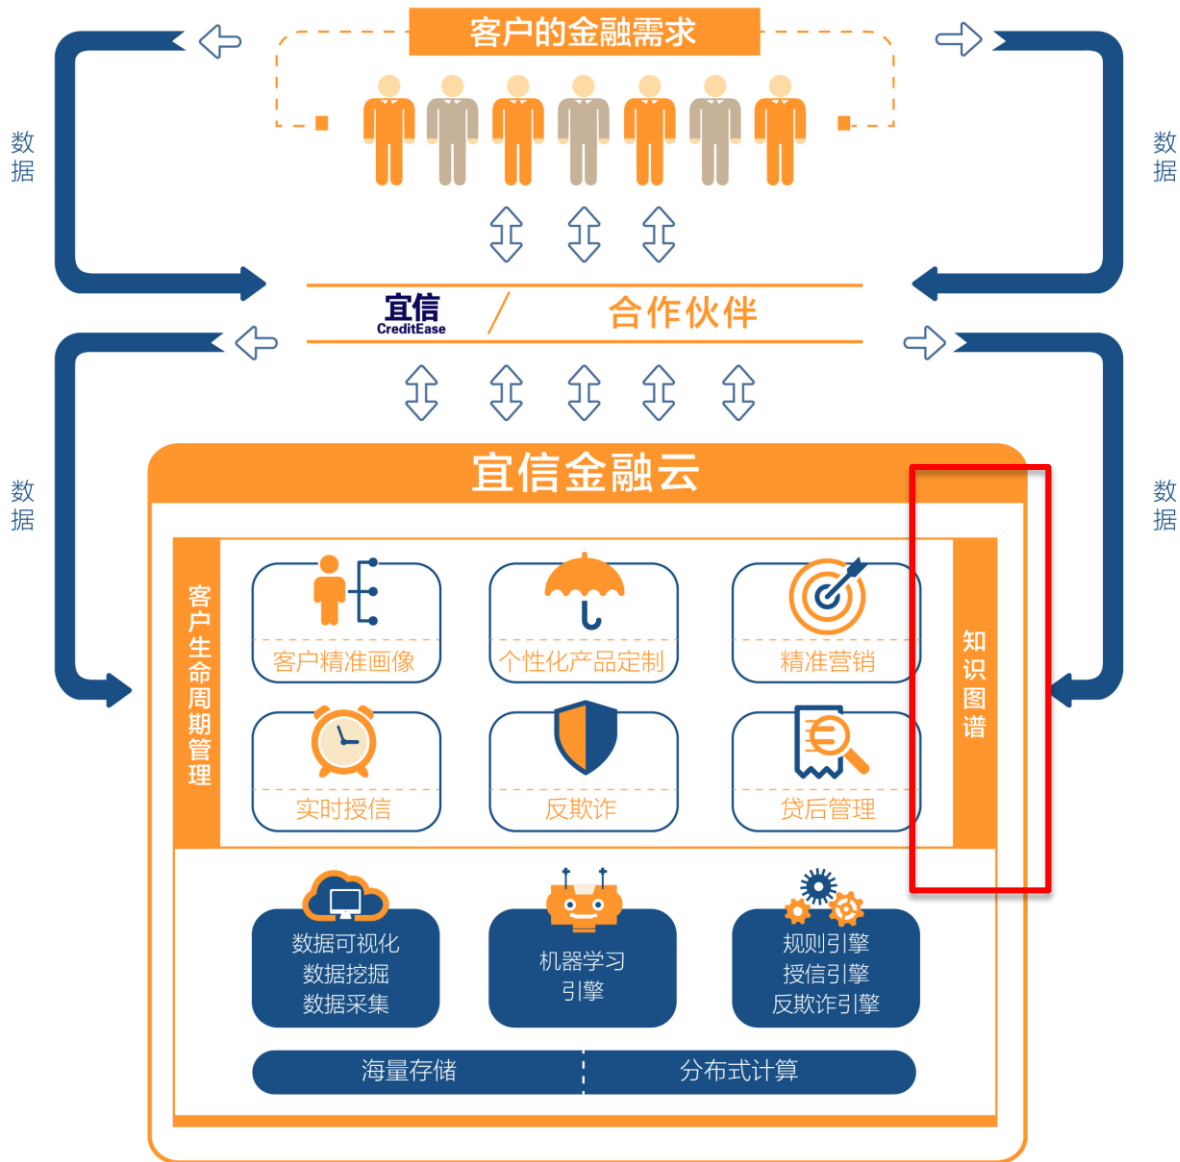 客户的金融需求
数据
数据
宜信
CreditEase
合作伙伴
数据
数据
宜信金融云
客户生命周期管理
客户精准画像
个性化产品定制
精准营销
知识图谱
实时授信
反欺诈
贷后管理
数据可视化
数据挖掘
数据采集
机器学习
引擎
规则引擎
授信引擎
反欺诈引擎
海量存储
分布式计算